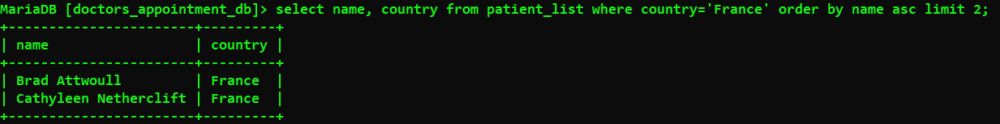 MariaDB [doctors_appointment_db]> select name, country from patient_list where country='France' order by name asc limit 2;
+-----------------------+---------+
| name                  | country |
+-----------------------+---------+
| Brad Attwoull         | France  |
| Cathyleen Netherclift | France  |
+-----------------------+---------+